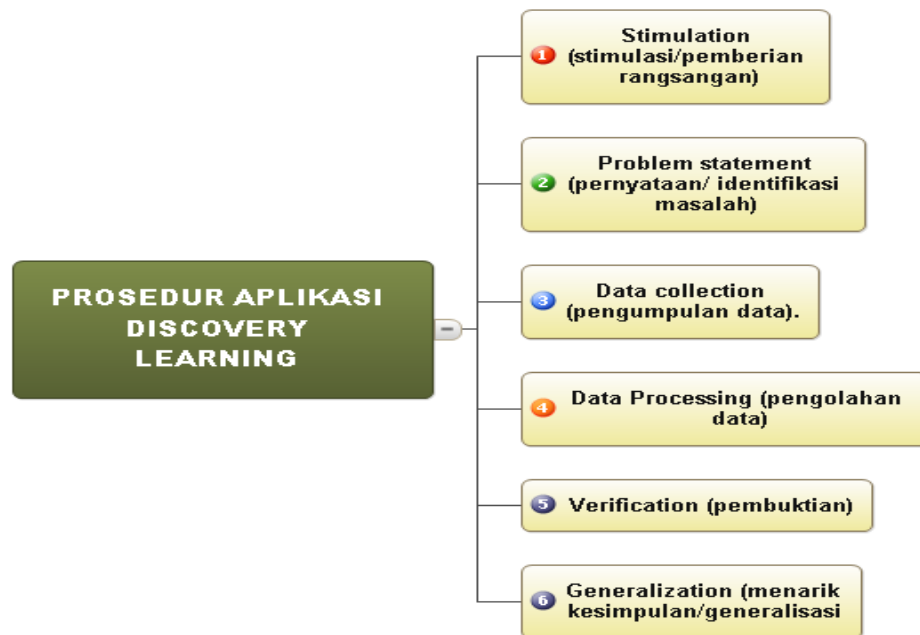 PROSEDUR APLIKASI
DISCOVERY
LEARNING
1
Stimulation
(stimulasi/pemberian
rangsangan)
2
Problem statement
(pernyataan/ identifikasi
masalah)
3
Data collection
(pengumpulan data).
4
Data Processing (pengolahan
data)
5
Verification (pembuktian)
6
Generalization (menarik
kesimpulan/generalisasi